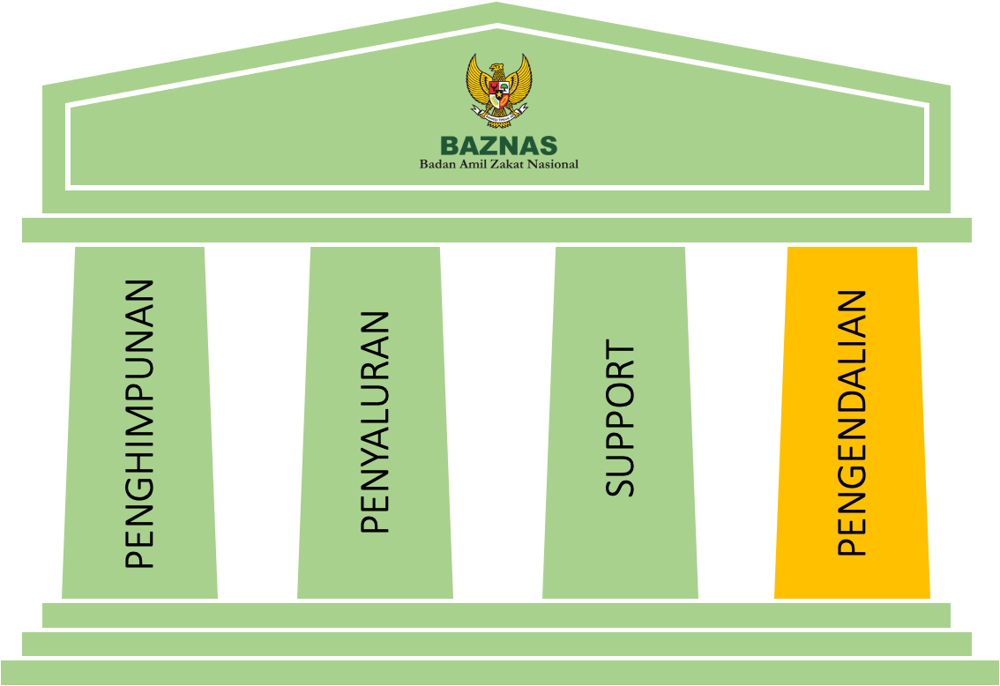 BAZNAS
Badan Amil Zakat Nasional
PENGHIMPUNAN
PENYALURAN
SUPPORT
PENGENDALIAN